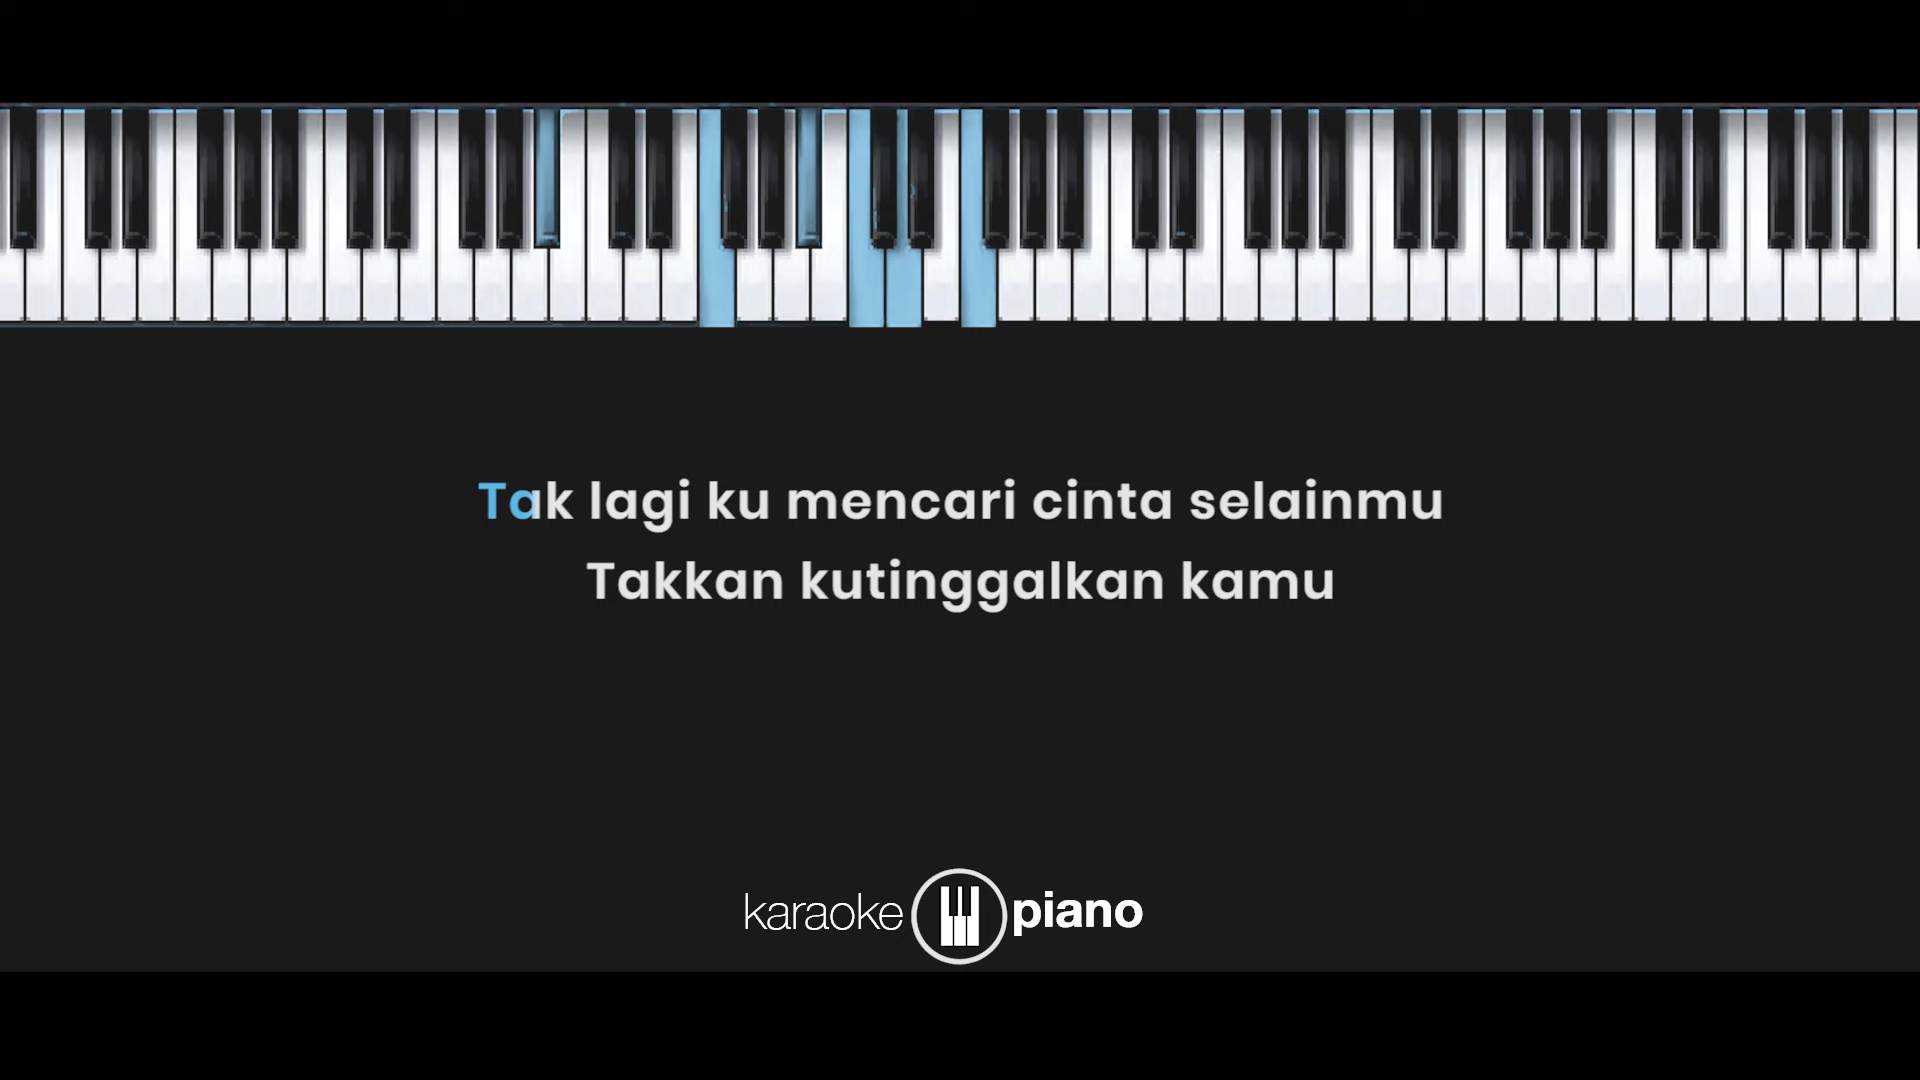 Tak lagi ku mencari cinta selainmu
Takkan kutinggalkan kamu
karaoke piano